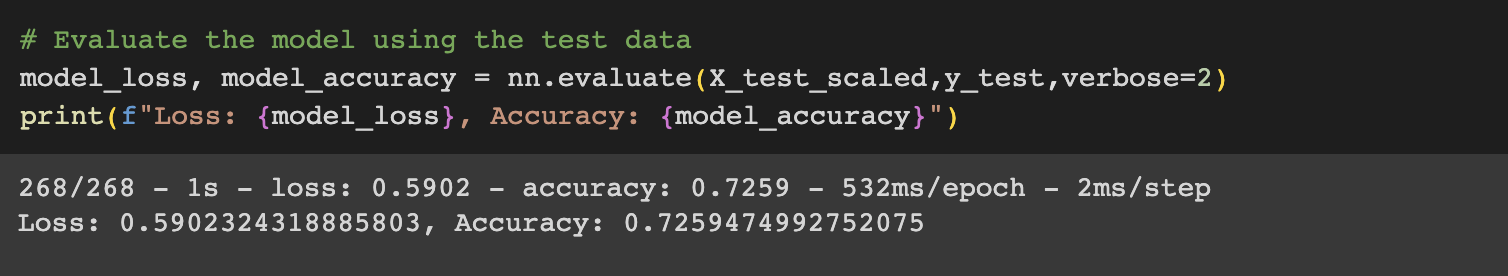 # Evaluate the model using the test data
model_loss, model_accuracy = nn.evaluate(X_test_scaled,y_test,verbose=2)
print(f"Loss: {model_loss}, Accuracy: {model_accuracy}")
268/268 - 1s - loss: 0.5902 - accuracy: 0.7259 - 532ms/epoch - 2ms/step
Loss: 0.5902324318885803, Accuracy: 0.7259474992752075